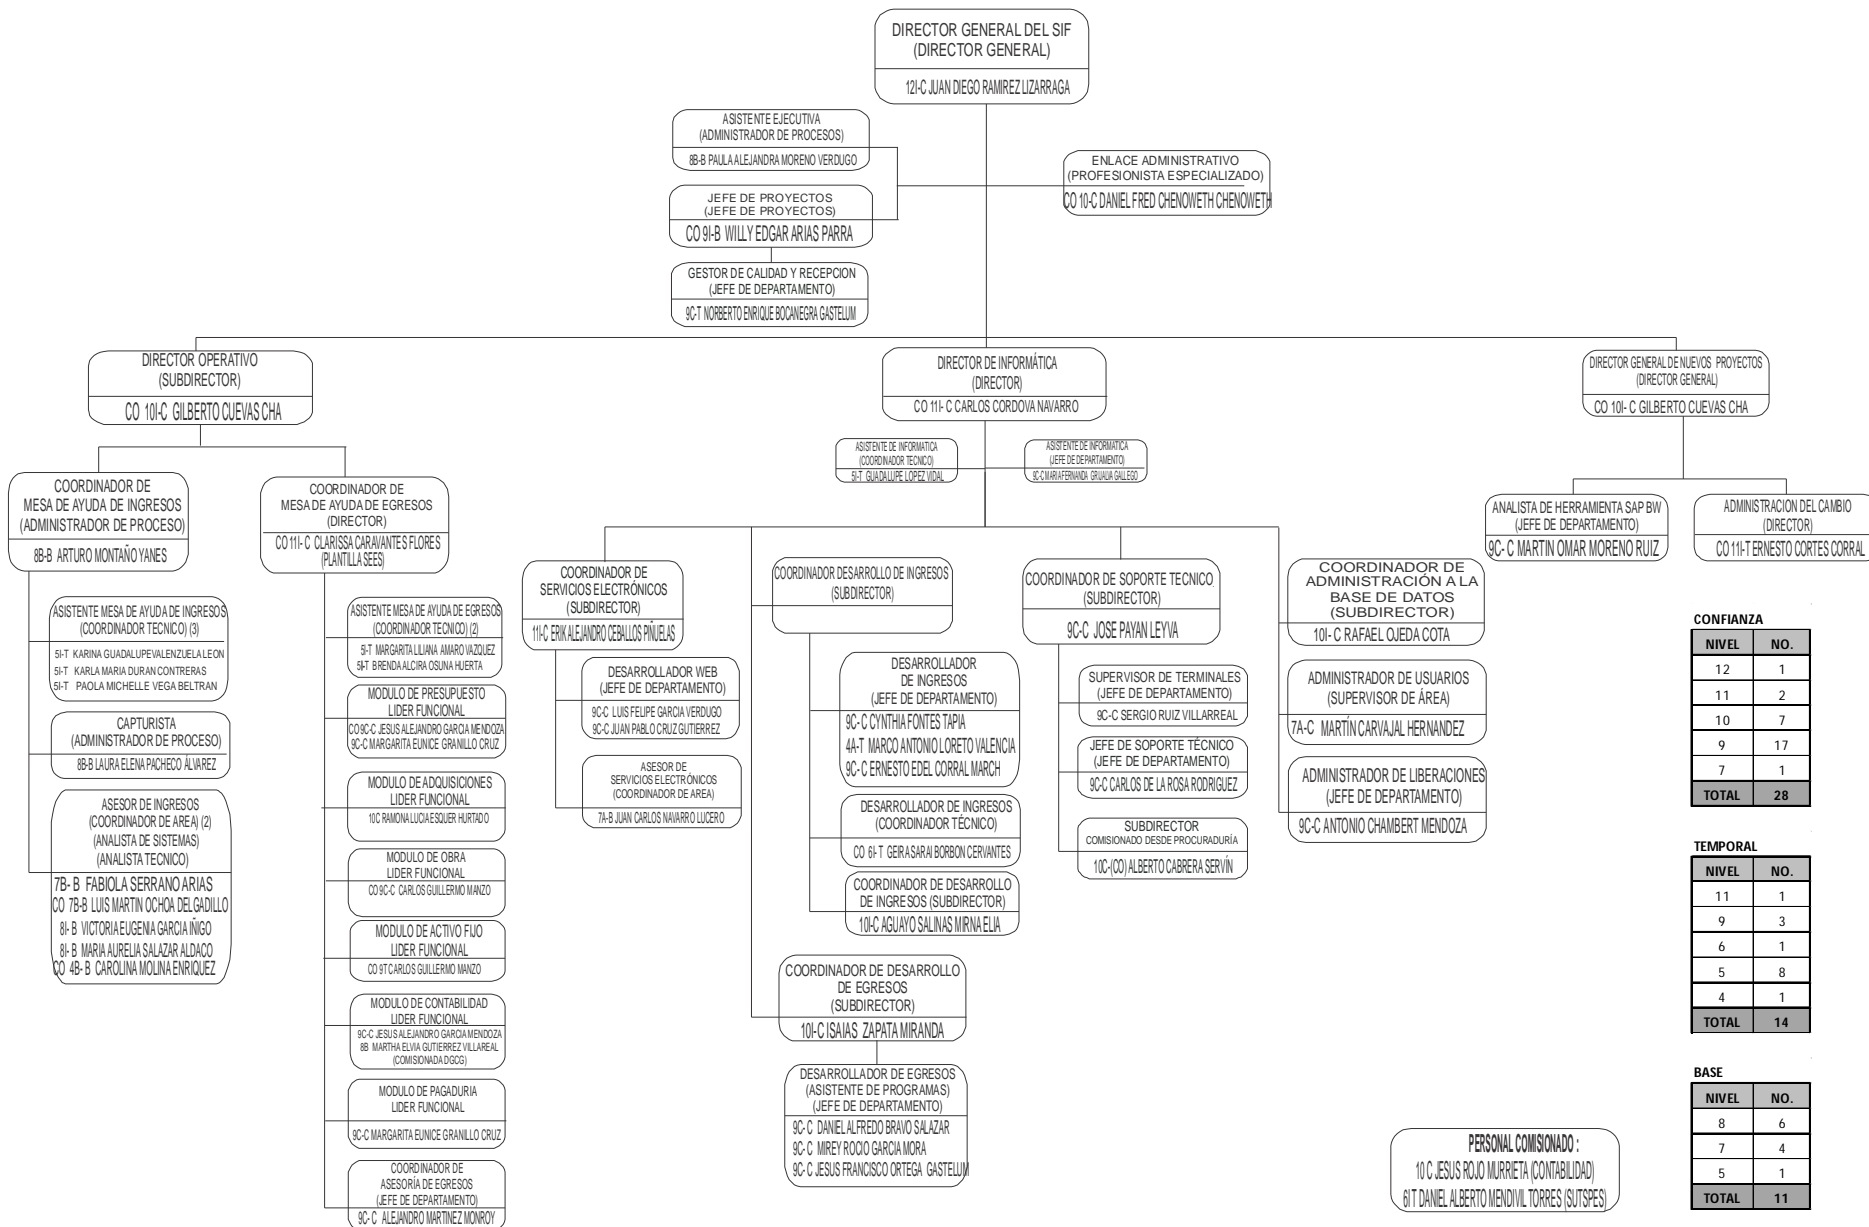 DIRECTOR GENERAL DEL SIF
(DIRECTOR GENERAL)
12I-C JUAN DIEGO RAMIREZ LIZARRAGA
ASISTENTE EJECUTIVA
(ADMINISTRADOR DE PROCESOS)
8B-B PAULA ALEJANDRA MORENO VERDUGO
ENLACE ADMINISTRATIVO
(PROFESIONISTA ESPECIALIZADO)
CO 10-C DANIEL FRED CHENOWETH CHENOWETH
JEFE DE PROYECTOS
(JEFE DE PROYECTOS)
CO 9I-B WILLY EDGAR ARIAS PARRA
GESTOR DE CALIDAD Y RECEPCION
(JEFE DE DEPARTAMENTO)
9C-T NORBERTO ENRIQUE BOCANEGRA GASTELUM
DIRECTOR OPERATIVO
(SUBDIRECTOR)
CO 10I-C GILBERTO CUEVAS CHA
DIRECTOR DE INFORMÁTICA
(DIRECTOR)
CO 11I- C CARLOS CORDOVA NAVARRO
DIRECTOR GENERAL DE NUEVOS PROYECTOS
(DIRECTOR GENERAL)
CO 10I- C GILBERTO CUEVAS CHA
ASISTENTE DE INFORMATICA
(COORDINADOR TECNICO)
5I-T GUADALUPE LOPEZ VIDAL
ASISTENTE DE INFORMATICA
(JEFE DE DEPARTAMENTO)
9C-C MARIA FERNANDA GRIJALVA GALLEGO
COORDINADOR DE
MESA DE AYUDA DE INGRESOS
(ADMINISTRADOR DE PROCESO)
8B-B ARTURO MONTAÑO YANES
COORDINADOR DE
MESA DE AYUDA DE EGRESOS
(DIRECTOR)
CO 11I- C CLARISSA CARAVANTES FLORES
(PLANTILLA SEES)
ANALISTA DE HERRAMIENTA SAP BW
(JEFE DE DEPARTAMENTO)
9C- C MARTIN OMAR MORENO RUIZ
ADMINISTRACION DEL CAMBIO
(DIRECTOR)
CO 11I-T ERNESTO CORTES CORRAL
ASISTENTE MESA DE AYUDA DE INGRESOS
(COORDINADOR TECNICO) (3)
5I-T KARINA GUADALUPE VALENZUELA LEON
5I-T KARLA MARIA DURAN CONTRERAS
5I-T PAOLA MICHELLE VEGA BELTRAN
CAPTURISTA
(ADMINISTRADOR DE PROCESO)
8B-B LAURA ELENA PACHECO ÁLVAREZ
ASESOR DE INGRESOS
(COORDINADOR DE AREA) (2)
(ANALISTA DE SISTEMAS)
(ANALISTA TECNICO)
7B- B FABIOLA SERRANO ARIAS
CO 7B-B LUIS MARTIN OCHOA DELGADILLO
8I- B VICTORIA EUGENIA GARCIA IÑIGO
8I- B MARIA AURELIA SALAZAR ALDACO
CO 4B- B CAROLINA MOLINA ENRIQUEZ
ASISTENTE MESA DE AYUDA DE EGRESOS
(COORDINADOR TECNICO) (2)
5I-T MARGARITA LILIANA AMARO VAZQUEZ
5I-T BRENDA ALCIRA OSUNA HUERTA
MODULO DE PRESUPUESTO
LIDER FUNCIONAL
CO 9C-C JESUS ALEJANDRO GARCIA MENDOZA
9C-C MARGARITA EUNICE GRANILLO CRUZ
MODULO DE ADQUISICIONES
LIDER FUNCIONAL
10C RAMONA LUCIA ESQUER HURTADO
MODULO DE OBRA
LIDER FUNCIONAL
CO 9C-C CARLOS GUILLERMO MANZO
MODULO DE ACTIVO FIJO
LIDER FUNCIONAL
CO 9T CARLOS GUILLERMO MANZO
MODULO DE CONTABILIDAD
LIDER FUNCIONAL
9C-C JESUS ALEJANDRO GARCIA MENDOZA
8B MARTHA ELVIA GUTIERREZ VILLAREAL
(COMISIONADA DGCG)
MODULO DE PAGADURIA
LIDER FUNCIONAL
9C-C MARGARITA EUNICE GRANILLO CRUZ
COORDINADOR DE
ASESORÍA DE EGRESOS
(JEFE DE DEPARTAMENTO)
9C- C ALEJANDRO MARTINEZ MONROY
COORDINADOR DE
SERVICIOS ELECTRÓNICOS
(SUBDIRECTOR)
11I-C ERIK ALEJANDRO CEBALLOS PIÑUELAS
DESARROLLADOR WEB
(JEFE DE DEPARTAMENTO)
9C-C LUIS FELIPE GARCIA VERDUGO
9C-C JUAN PABLO CRUZ GUTIERREZ
ASESOR DE
SERVICIOS ELECTRÓNICOS
(COORDINADOR DE AREA)
7A-B JUAN CARLOS NAVARRO LUCERO
COORDINADOR DESARROLLO DE INGRESOS
(SUBDIRECTOR)
DESARROLLADOR
DE INGRESOS
(JEFE DE DEPARTAMENTO)
9C- C CYNTHIA FONTES TAPIA
4A-T MARCO ANTONIO LORETO VALENCIA
9C- C ERNESTO EDEL CORRAL MARCH
DESARROLLADOR DE INGRESOS
(COORDINADOR TÉCNICO)
CO 6I- T GEIRA SARAI BORBON CERVANTES
COORDINADOR DE DESARROLLO
DE INGRESOS (SUBDIRECTOR)
10I-C AGUAYO SALINAS MIRNA ELIA
COORDINADOR DE DESARROLLO
DE EGRESOS
(SUBDIRECTOR)
10I-C ISAIAS ZAPATA MIRANDA
DESARROLLADOR DE EGRESOS
(ASISTENTE DE PROGRAMAS)
(JEFE DE DEPARTAMENTO)
9C- C DANIEL ALFREDO BRAVO SALAZAR
9C- C MIREY ROCIO GARCIA MORA
9C- C JESUS FRANCISCO ORTEGA GASTELUM
COORDINADOR DE SOPORTE TECNICO
(SUBDIRECTOR)
9C-C JOSE PAYAN LEYVA
SUPERVISOR DE TERMINALES
(JEFE DE DEPARTAMENTO)
9C-C SERGIO RUIZ VILLARREAL
JEFE DE SOPORTE TÉCNICO
(JEFE DE DEPARTAMENTO)
9C-C CARLOS DE LA ROSA RODRIGUEZ
SUBDIRECTOR
COMISIONADO DESDE PROCURADURÍA
10C-(CO) ALBERTO CABRERA SERVÍN
COORDINADOR DE
ADMINISTRACIÓN A LA
BASE DE DATOS
(SUBDIRECTOR)
10I- C RAFAEL OJEDA COTA
ADMINISTRADOR DE USUARIOS
(SUPERVISOR DE ÁREA)
7A-C MARTÍN CARVAJAL HERNANDEZ
ADMINISTRADOR DE LIBERACIONES
(JEFE DE DEPARTAMENTO)
9C-C ANTONIO CHAMBERT MENDOZA
CONFIANZA
NIVEL NO.
12 1
11 2
10 7
9 17
7 1
TOTAL 28
TEMPORAL
NIVEL NO.
11 1
9 3
6 1
5 8
4 1
TOTAL 14
BASE
NIVEL NO.
8 6
7 4
5 1
TOTAL 11
PERSONAL COMISIONADO :
10 C JESUS ROJO MURRIETA (CONTABILIDAD)
6I T DANIEL ALBERTO MENDIVIL TORRES (SUTSPES)